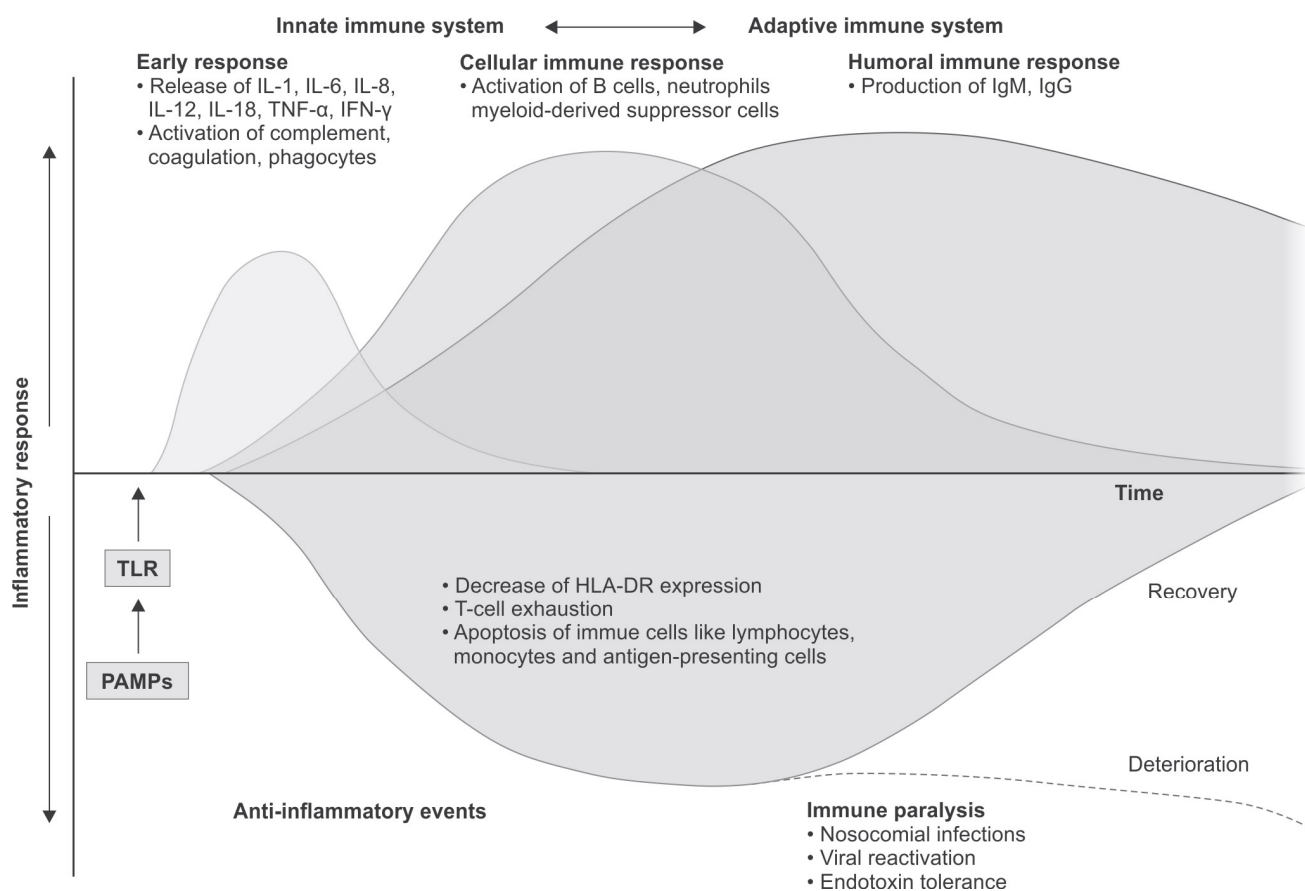 Innate immune system
Adaptive immune system
Early response
• Release of IL-1, IL-6, IL-8,
IL-12, IL-18, TNF-α, IFN-γ
• Activation of complement,
coagulation, phagocytes
Cellular immune response
• Activation of B cells, neutrophils
myeloid-derived suppressor cells
Humoral immune response
• Production of IgM, IgG
Inflammatory response
Time
TLR
PAMPs
• Decrease of HLA-DR expression
• T-cell exhaustion
• Apoptosis of immue cells like lymphocytes,
monocytes and antigen-presenting cells
Recovery
Deterioration
Anti-inflammatory events
Immune paralysis
• Nosocomial infections
• Viral reactivation
• Endotoxin tolerance